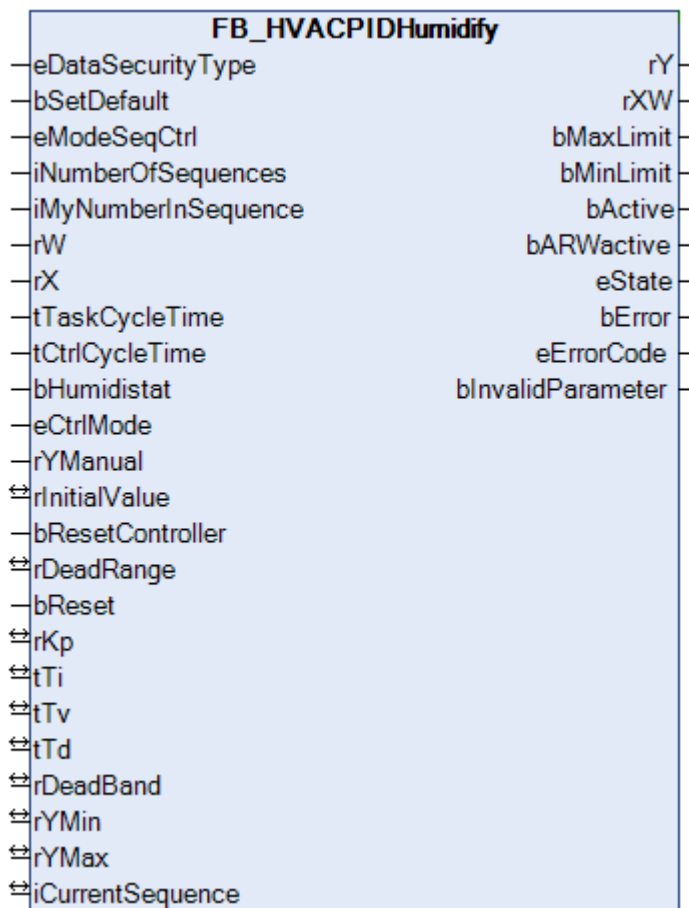 FB_HVACPIDHumidify
eDataSecurityType rY
bSetDefault rXW
eModeSeqCtrl bMaxLimit
iNumberOfSequences bMinLimit
iMyNumberInSequence bActive
rW bARWactive
rX eState
tTaskCycleTime bError
tCtrlCycleTime eErrorCode
bHumidistat bInvalidParameter
eCtrlMode
rYManual
rInitialValue
bResetController
rDeadRange
bReset
rKp
tTi
tTv
tTd
rDeadBand
rYMin
rYMax
iCurrentSequence